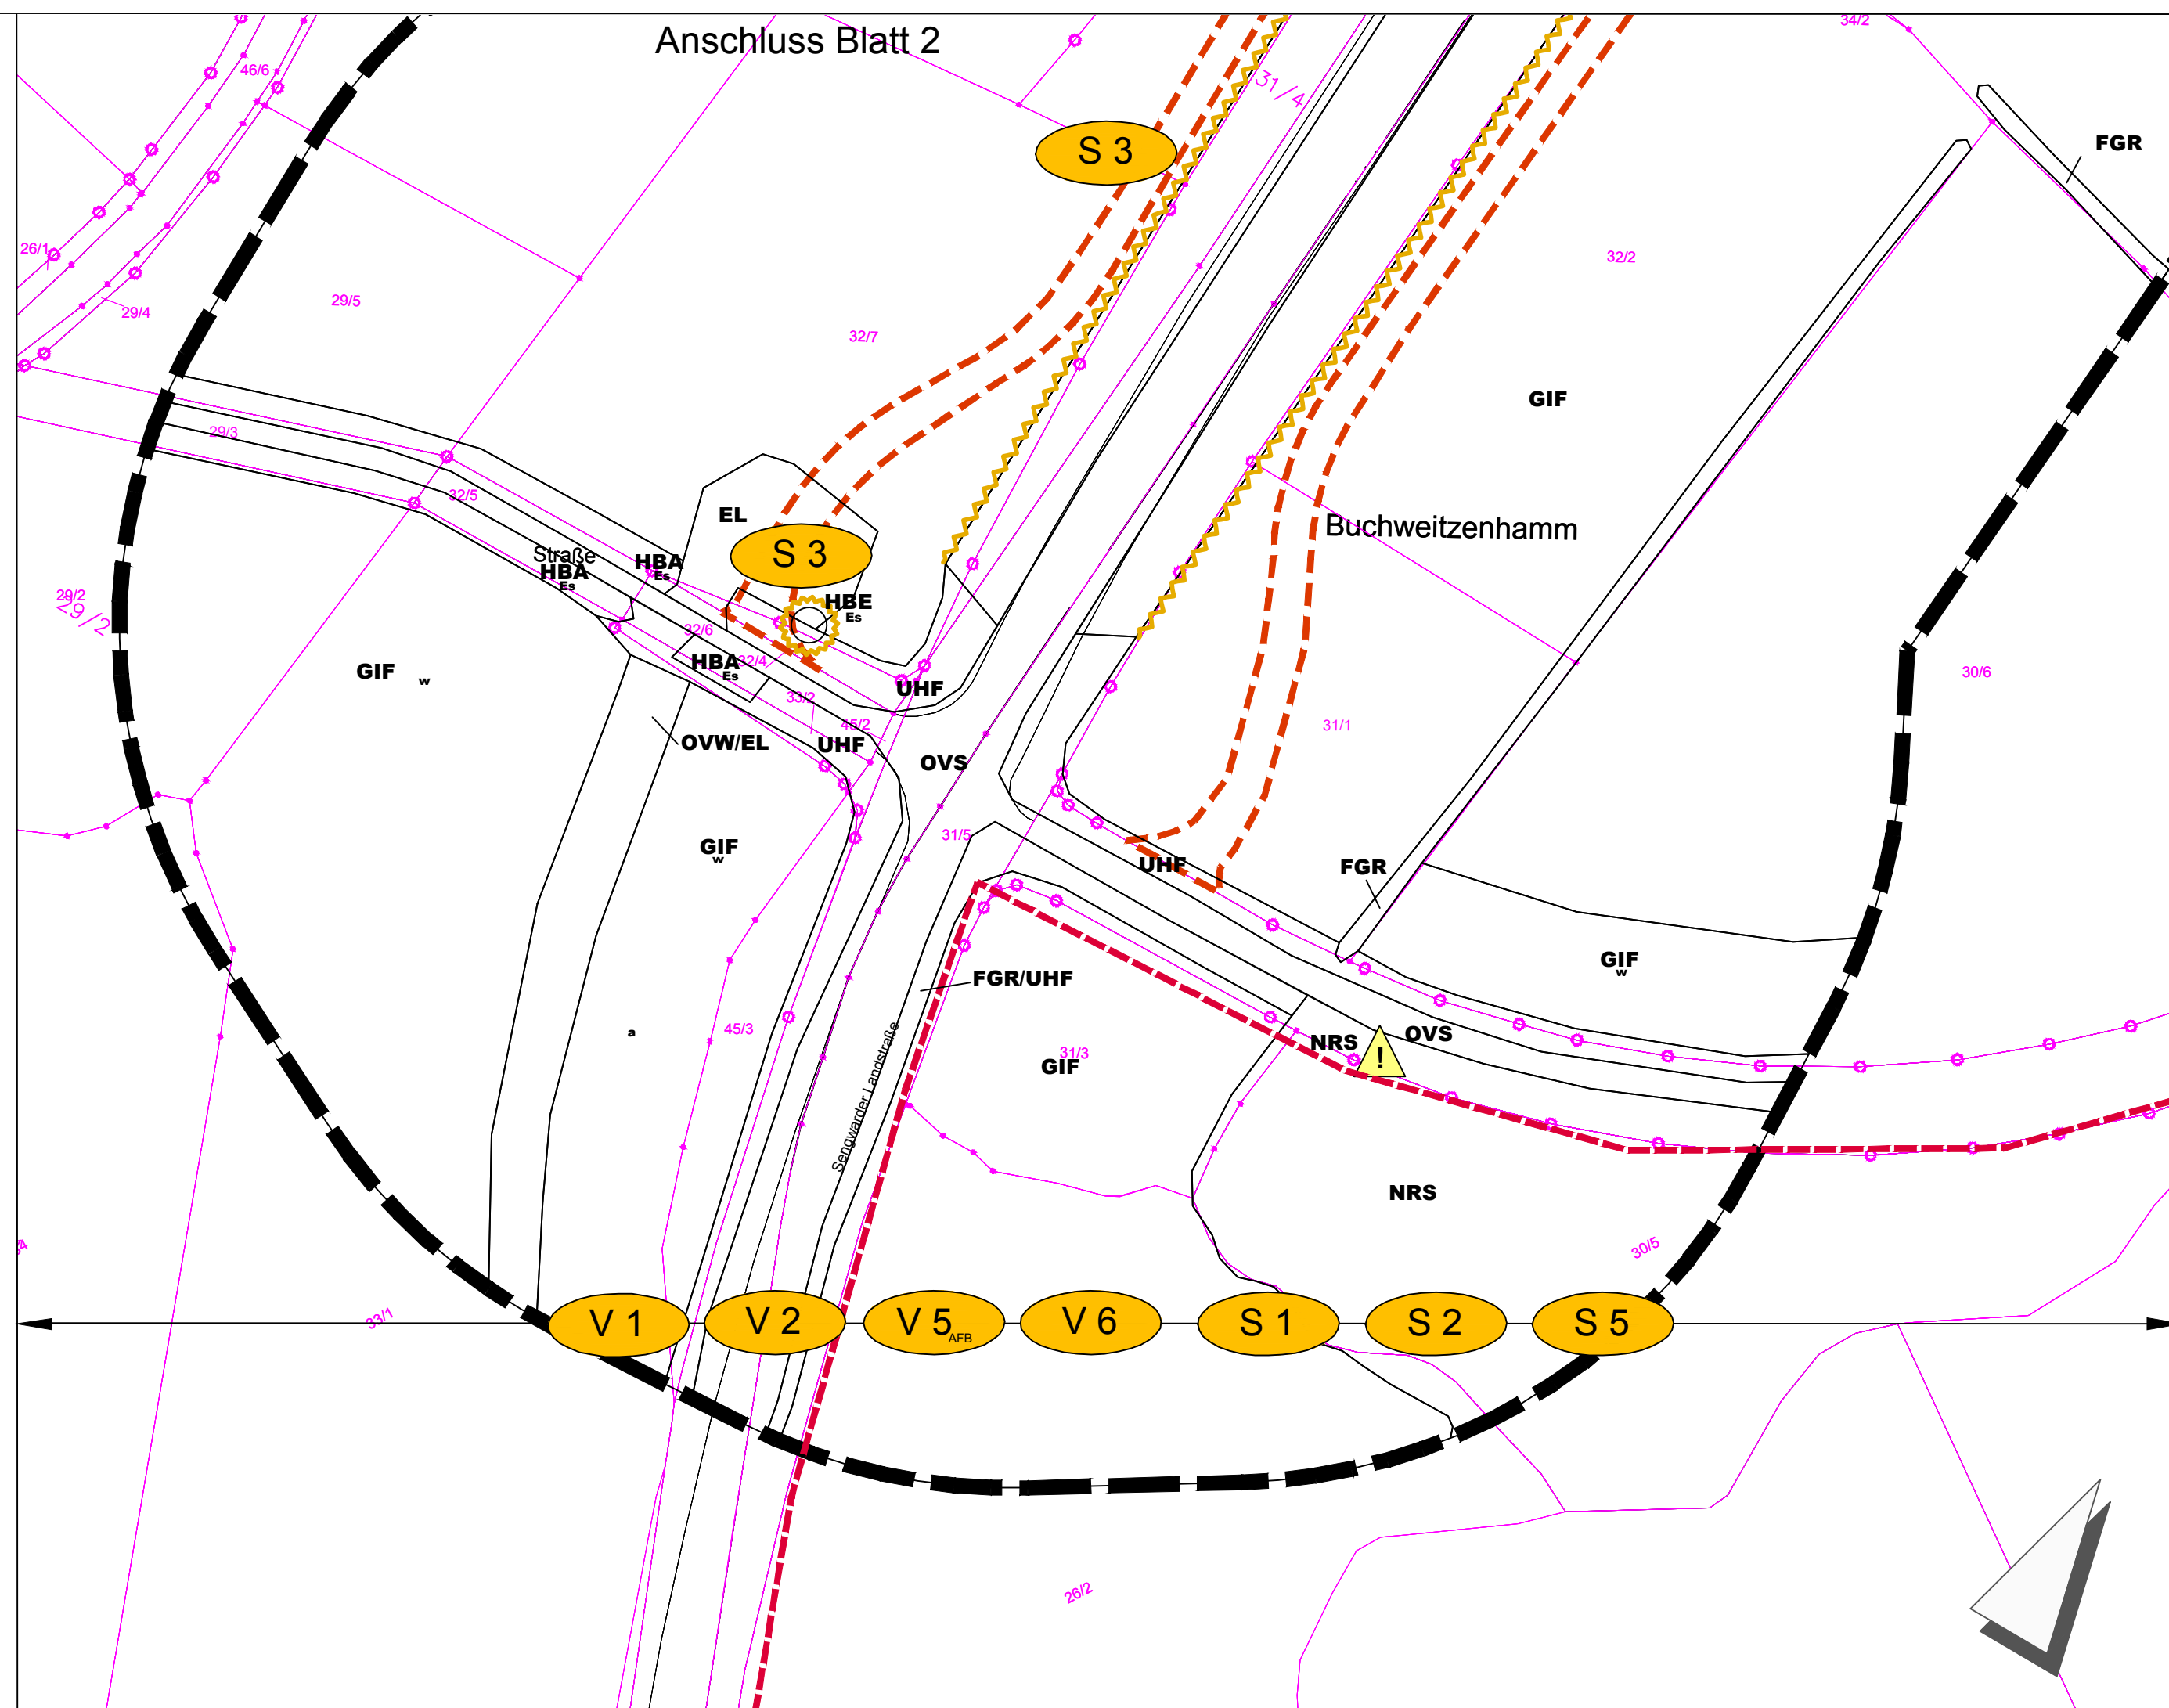 Anschluss Blatt 2
34/2
46/6
31/4
S 3
FGR
26/1
32/2
29/5
29/4
32/7
GIF
29/3
32/5
EL
Buchweitzenhamm
S 3
Straße
HBA
Es
HBA
Es
HBE
Es
29/2
29/2
32/6
HBA
Es
32/4
GIF
w
30/6
UHF
33/2
45/2
31/1
OVW/EL
UHF
OVS
31/5
GIF
w
UHF
FGR
GIF
w
FGR/UHF
a
45/3
Sengwarder Landstraße
31/3
GIF
NRS
!
OVS
NRS
30/5
33/1
V 1
V 2
V 5
AFB
V 6
S 1
S 2
S 5
26/2